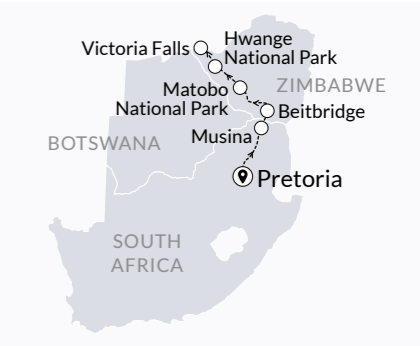 Hwange
National Park
Victoria Falls
Matobo
National Park
ZIMBABWE
Beitbridge
Musina
BOTSWANA
Pretoria
SOUTH
AFRICA